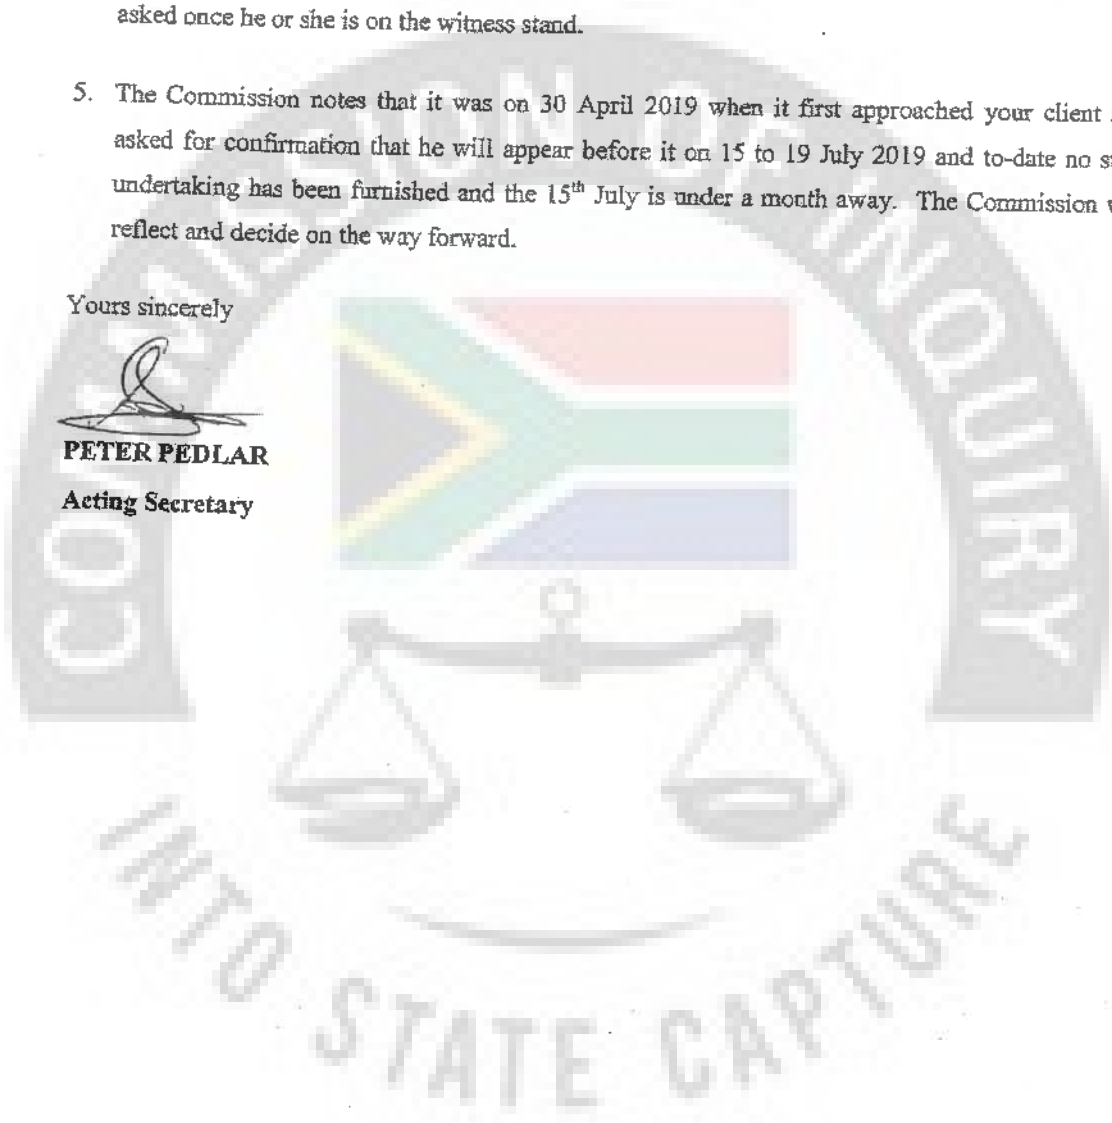 asked once he or she is on the witness stand.
5. The Commission notes that it was on 30 April 2019 when it first approached your client
asked for confirmation that he will appear before it on 15 to 19 July 2019 and to-date no
undertaking has been furnished and the 15th July is under a month away. The Commission
reflect and decide on the way forward.
Yours sincerely
PETER PEDLAR
Acting Secretary
COMMISSION OF INQUIRY
INTO STATE CAPTURE